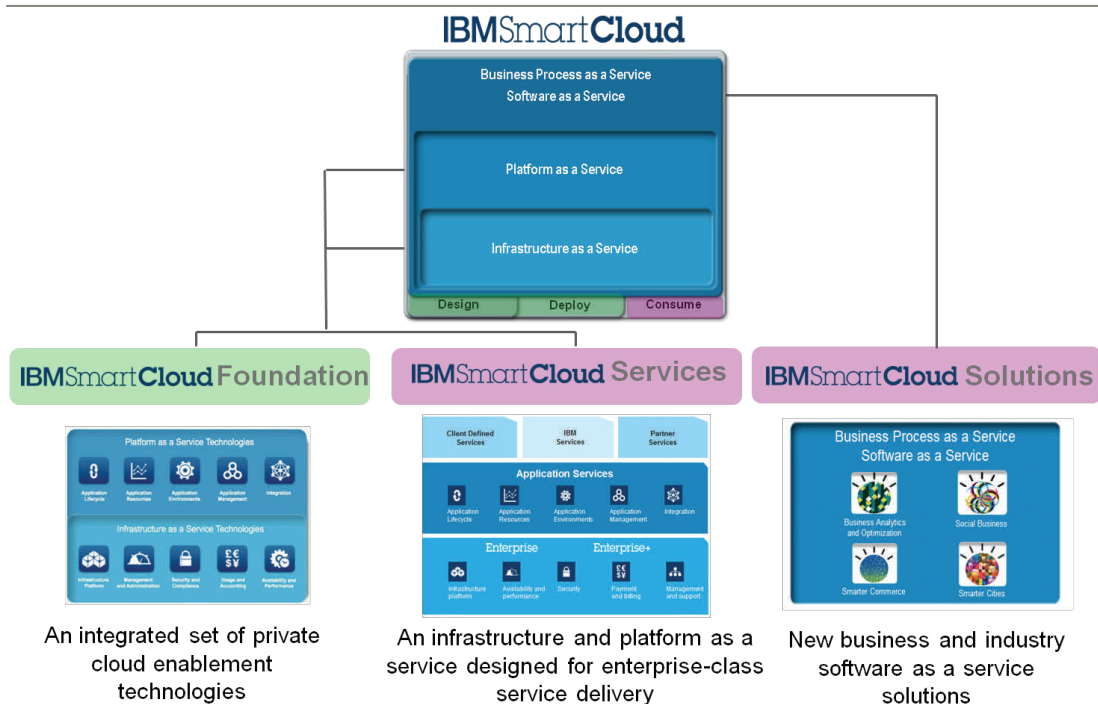 IBMSmartCloud
Business Process as a Service
Software as a Service
Platform as a Service
Infrastructure as a Service
Design
Deploy
Consume
IBMSmartCloud Foundation
IBMSmartCloud Services
IBMSmartCloud Solutions
Platform as a Service Technologies
Application
Lifecycle
Application
Resources
Application
Environments
Application
Management
Integration
Infrastructure as a Service Technologies
Infrastructure
Platform
Management
and Administration
Security and
Compliance
£€
$¥
Usage and
Accounting
Availability and
Performance
An integrated set of private
cloud enablement
technologies
Client Defined
Services
IBM
Services
Partner
Services
Application Services
Application
Lifecycle
Application
Resources
Application
Environments
Application
Management
Integration
Enterprise
Enterprise+
Infrastructure
platform
Availability and
performance
Security
£€
$¥
Payment
and billing
Management
and support
An infrastructure and platform as a
service designed for enterprise-class
service delivery
Business Process as a Service
Software as a Service
Business Analytics
and Optimization
Social Business
Smarter Commerce
Smarter Cities
New business and industry
software as a service
solutions